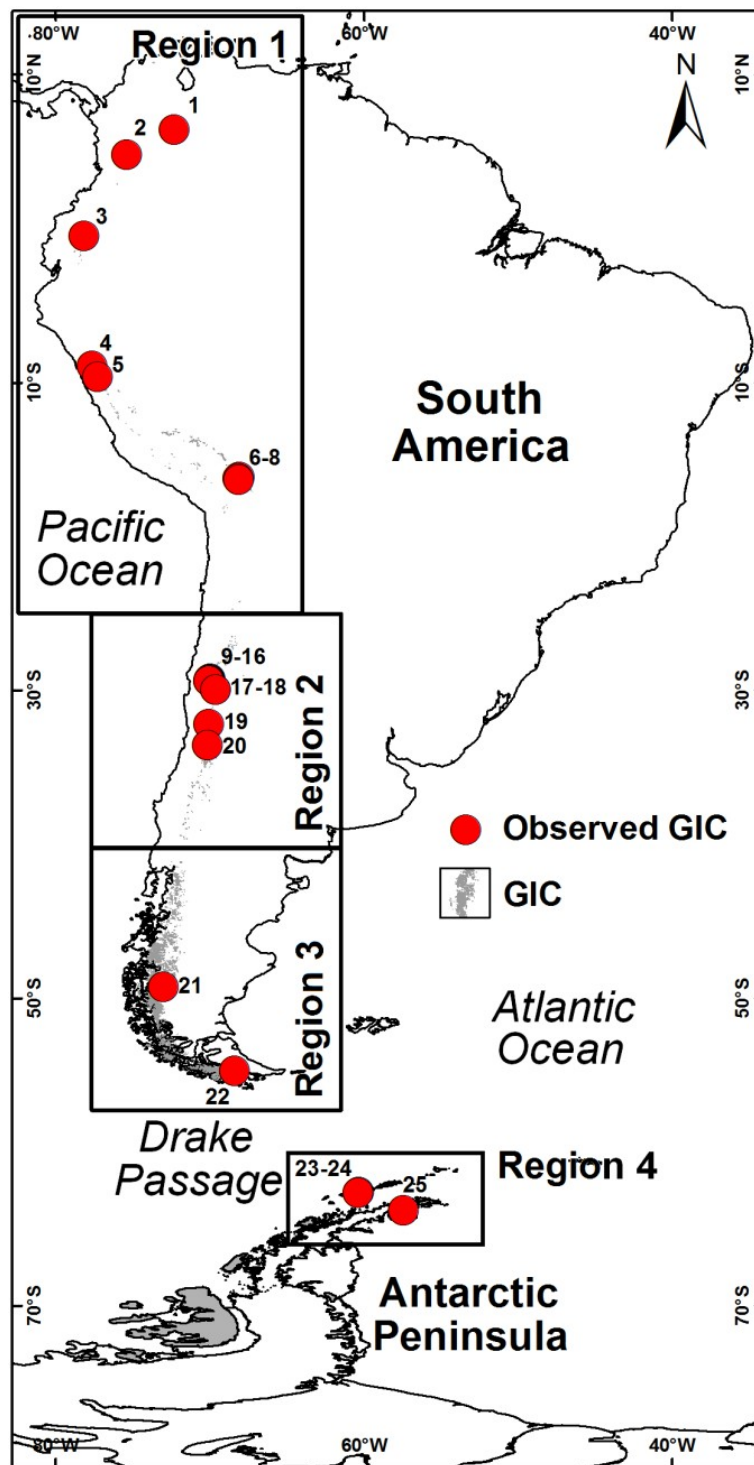 80°W
60°W
40°W
Region 1
10°N
10°N
N
1
2
3
4
5
10°S
10°S
South
America
6-8
Pacific
Ocean
9-16
17-18
30°S
30°S
19
20
Region 2
Observed GIC
GIC
Region 3
21
50°S
50°S
Atlantic
Ocean
22
Drake
Passage
23-24
25
Region 4
70°S
70°S
Antarctic
Peninsula
80°W
60°W
40°W